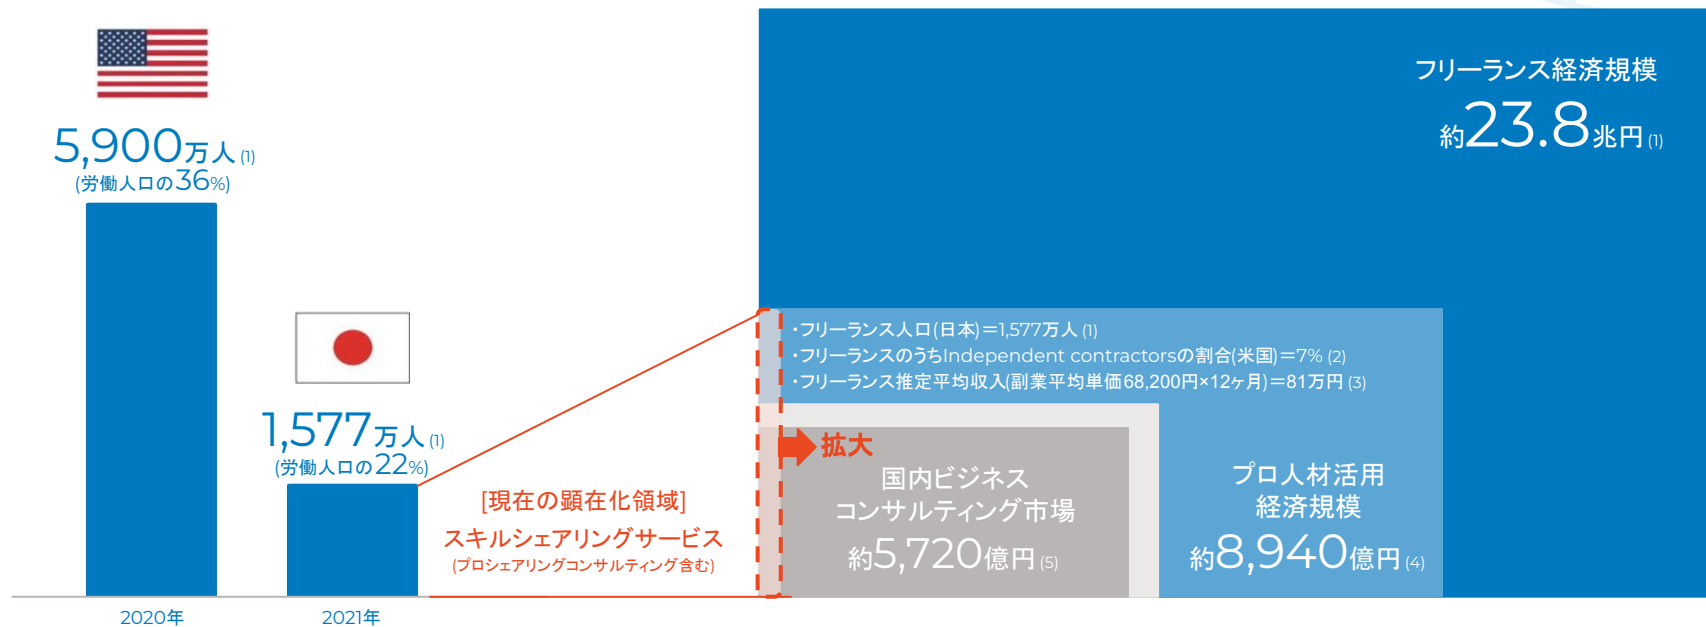 5,900万人(1)
(労働人口の36%)
2020年
1,577万人(1)
(労働人口の22%)
2021年
[現在の顕在化領域]
スキルシェアリングサービス
(プロシェアリングコンサルティング含む)
フリーランス経済規模
約23.8兆円(1)
・フリーランス人口(日本)=1,577万人(1)
・フリーランスのうちIndependent contractorsの割合(米国)=7%(2)
・フリーランス推定平均収入(副業平均単価68,200円×12ヶ月)=81万円(3)
拡大
国内ビジネス
コンサルティング市場
約5,720億円(5)
プロ人材活用
経済規模
約8,940億円(4)